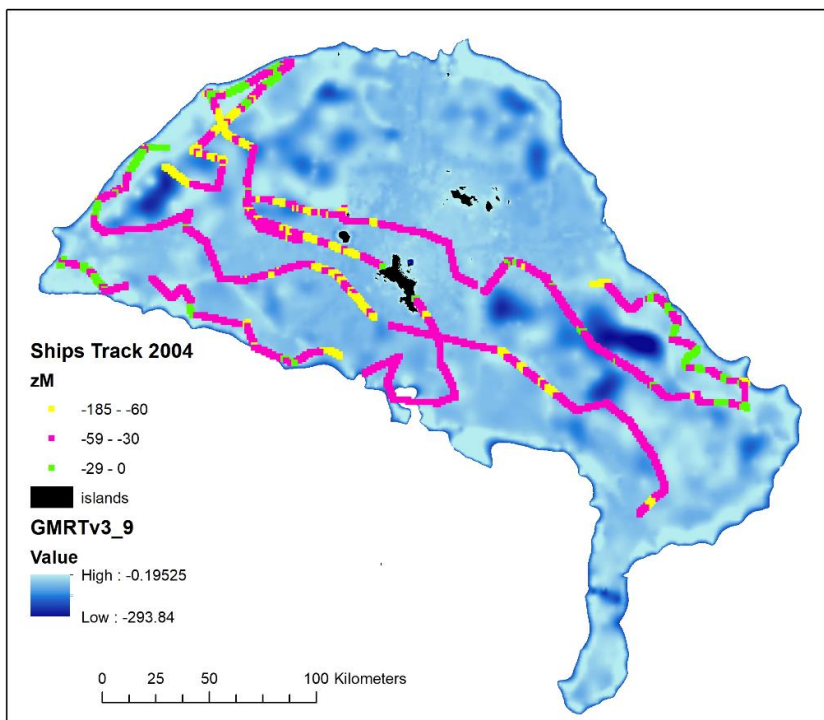 Ships Track 2004
zM
-185 - -60
-59 - -30
-29 - 0
islands
GMRTv3_9
Value
High : -0.19525
Low : -293.84
0 25 50 100 Kilometers